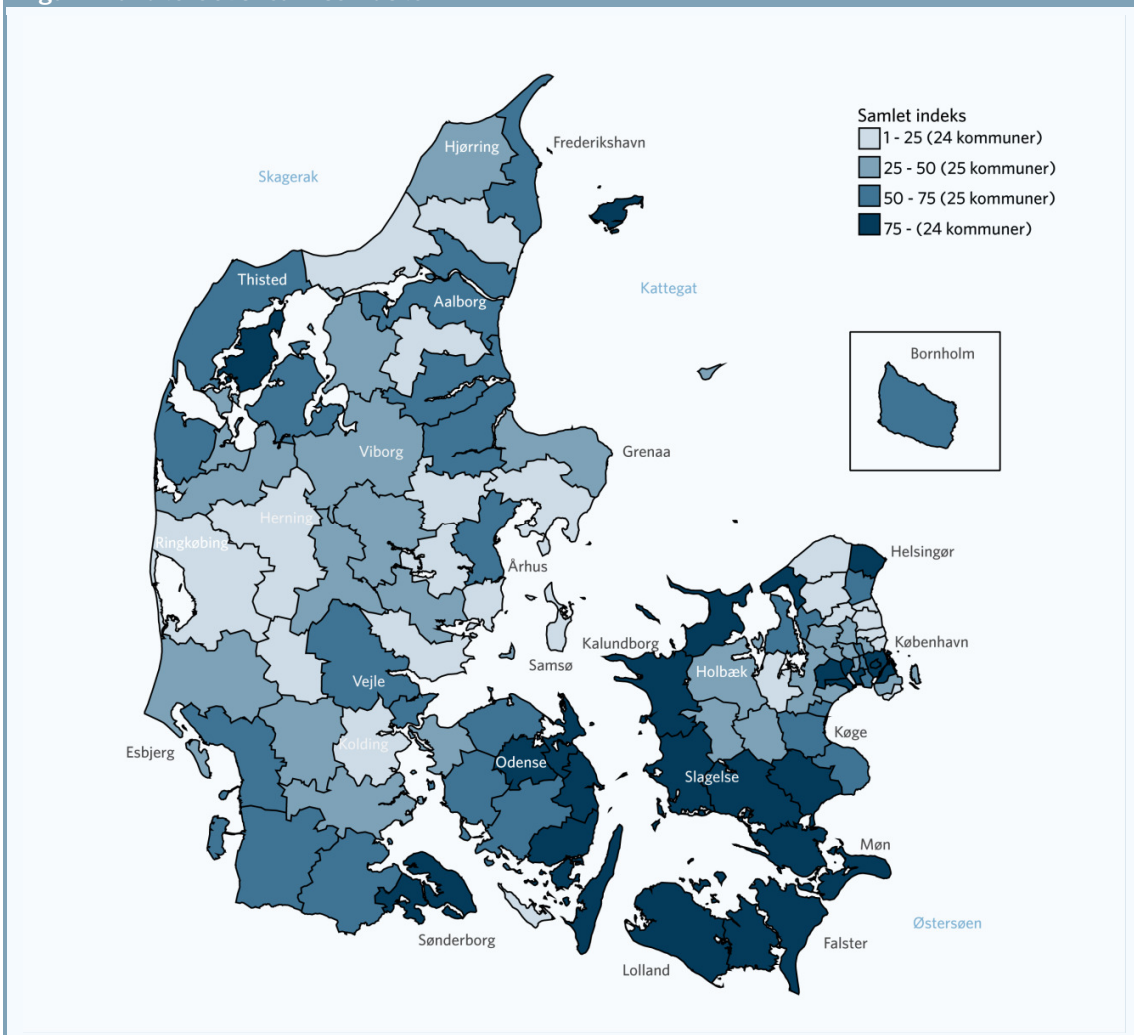 Samlet indeks
1 - 25 (24 kommuner)
25 - 50 (25 kommuner)
50 - 75 (25 kommuner)
75 - (24 kommuner)
Hjørring
Frederikshavn
Skagerak
Thisted
Aalborg
Kattegat
Bornholm
Viborg
Grenaa
Herning
Ringkøbing
Århus
Helsingør
Kalundborg
København
Samsø
Holbæk
Vejle
Køge
Esbjerg
Kolding
Odense
Slagelse
Møn
Sønderborg
Østersøen
Falster
Lolland